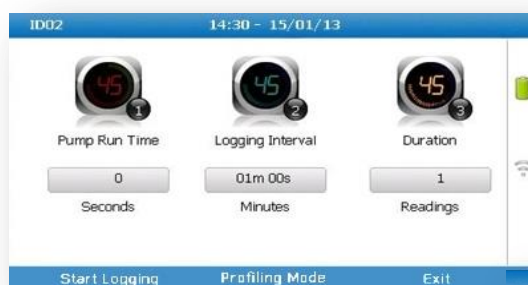 ID02 14:30 - 15/01/13
45 45 45
1 2 3
Pump Run Time Logging Interval Duration
0 01m 00s 1
Seconds Minutes Readings
Start Logging Profiling Mode Exit